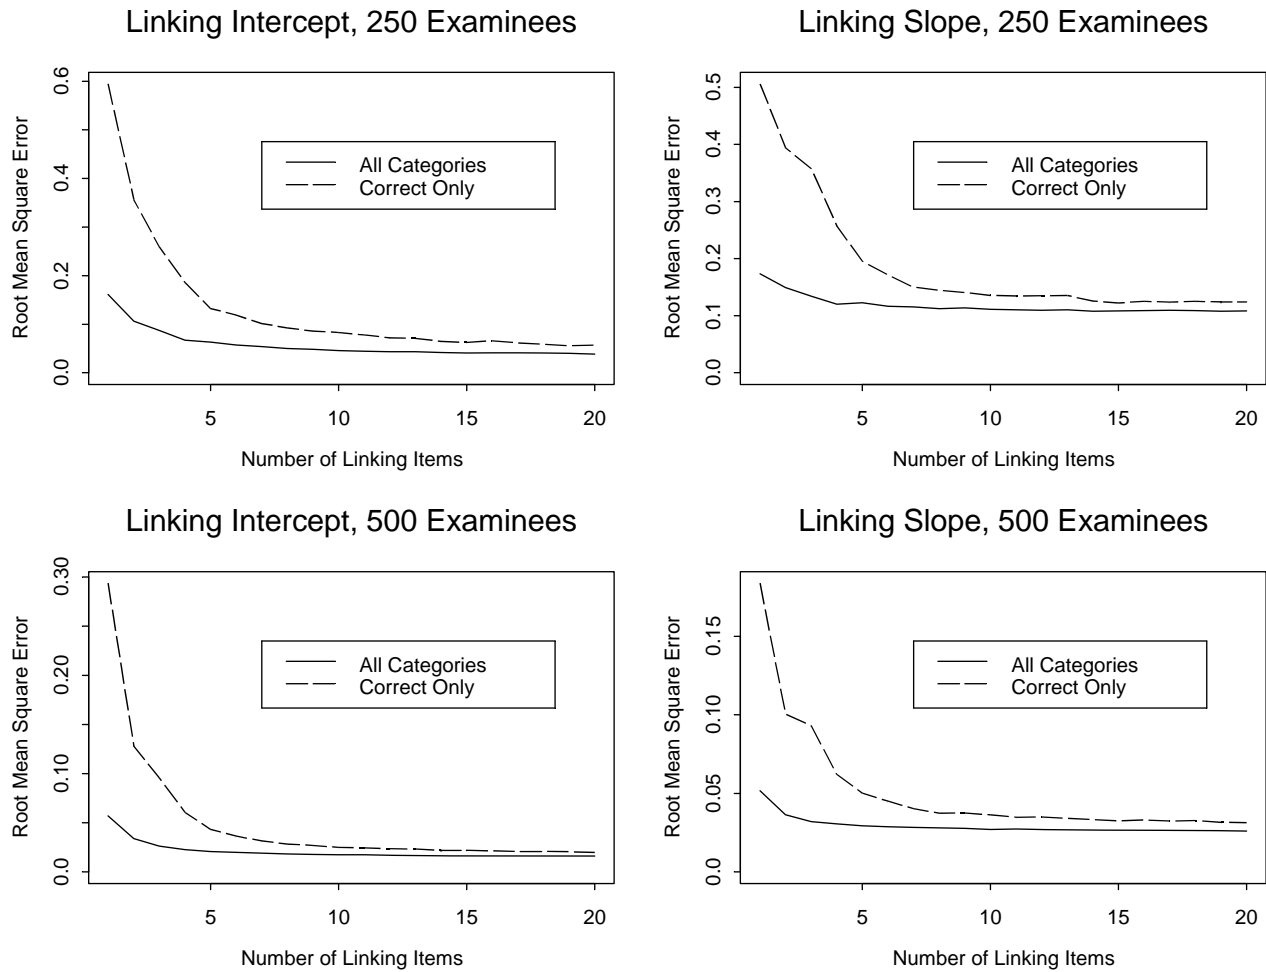 Linking Intercept, 250 Examinees
Root Mean Square Error
0.6
0.4
0.2
0.0
All Categories
Correct Only
5 10 15 20
Number of Linking Items
Linking Slope, 250 Examinees
Root Mean Square Error
0.5
0.4
0.3
0.2
0.1
0.0
All Categories
Correct Only
5 10 15 20
Number of Linking Items
Linking Intercept, 500 Examinees
Root Mean Square Error
0.30
0.20
0.10
0.0
All Categories
Correct Only
5 10 15 20
Number of Linking Items
Linking Slope, 500 Examinees
Root Mean Square Error
0.15
0.10
0.05
0.0
All Categories
Correct Only
5 10 15 20
Number of Linking Items